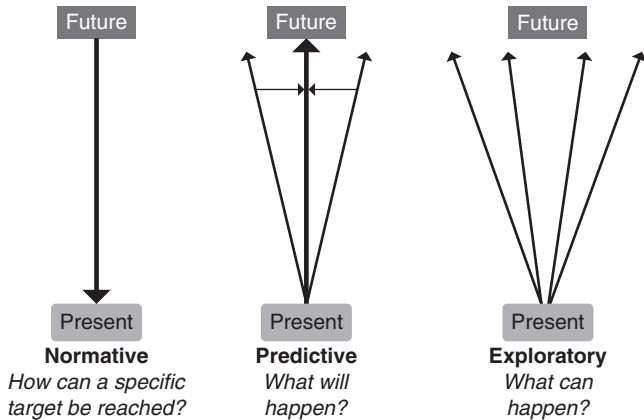 Future
Present
Normative
How can a specific
target be reached?
Future
Present
Predictive
What will
happen?
Future
Present
Exploratory
What can
happen?